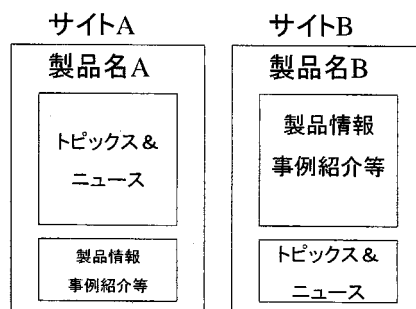 サイトA
製品名A
トピックス&
ニュース
製品情報
事例紹介等
サイトB
製品名B
製品情報
事例紹介等
トピックス&
ニュース